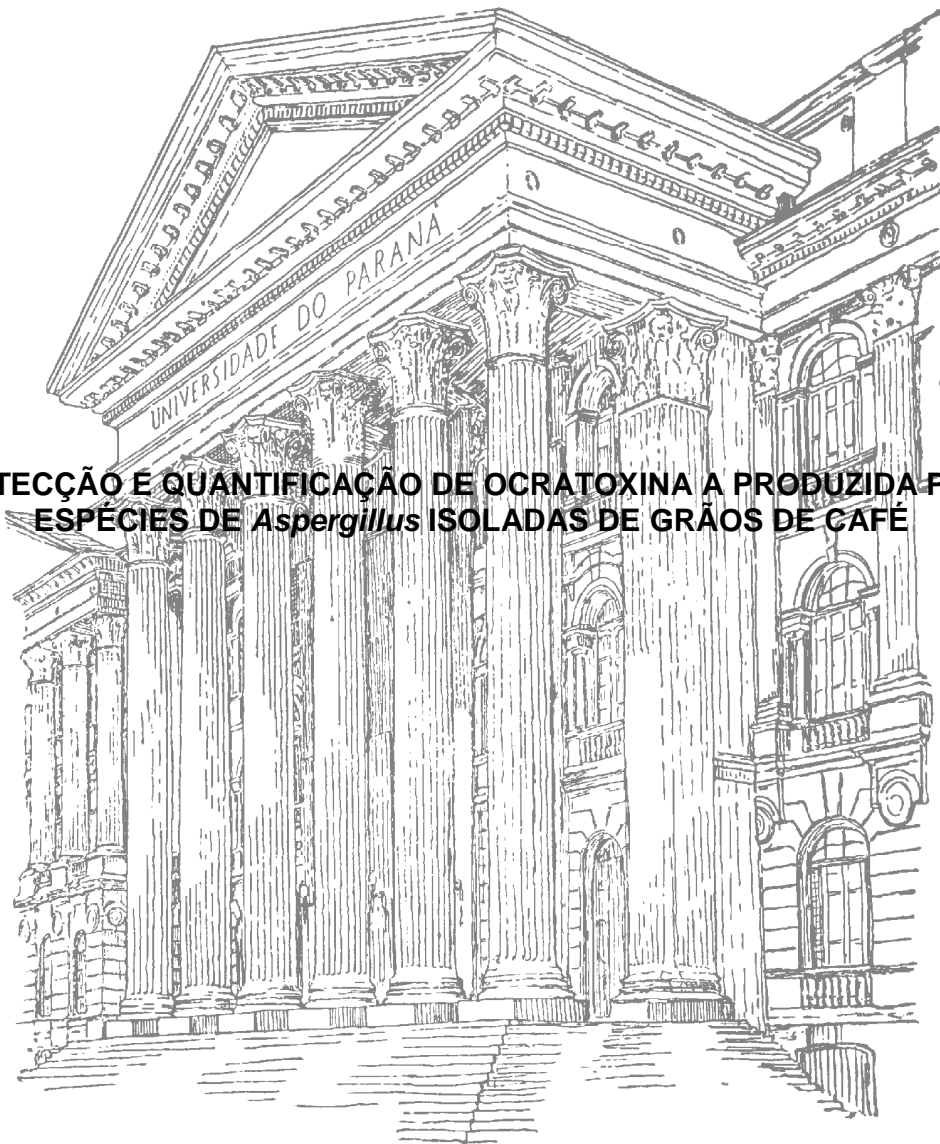 UNIVERSIDADE DO PARANÁ
TECÇÃO E QUANTIFICAÇÃO DE OCRATOXINA A PRODUZIDA P
ESPÉCIES DE Aspergillus ISOLADAS DE GRÃOS DE CAFÉ